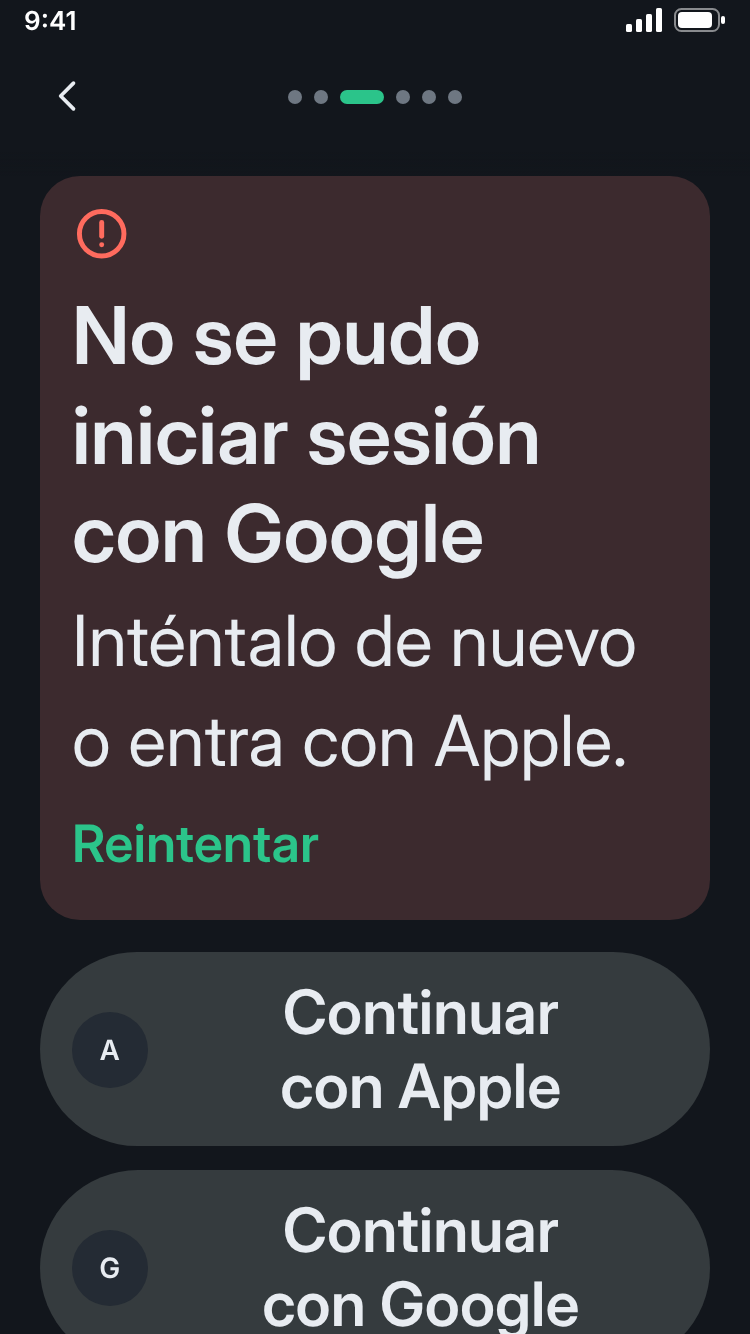 9:41
No se pudo
iniciar sesión
con Google
Inténtalo de nuevo
o entra con Apple.
Reintentar
A
Continuar
con Apple
G
Continuar
con Google